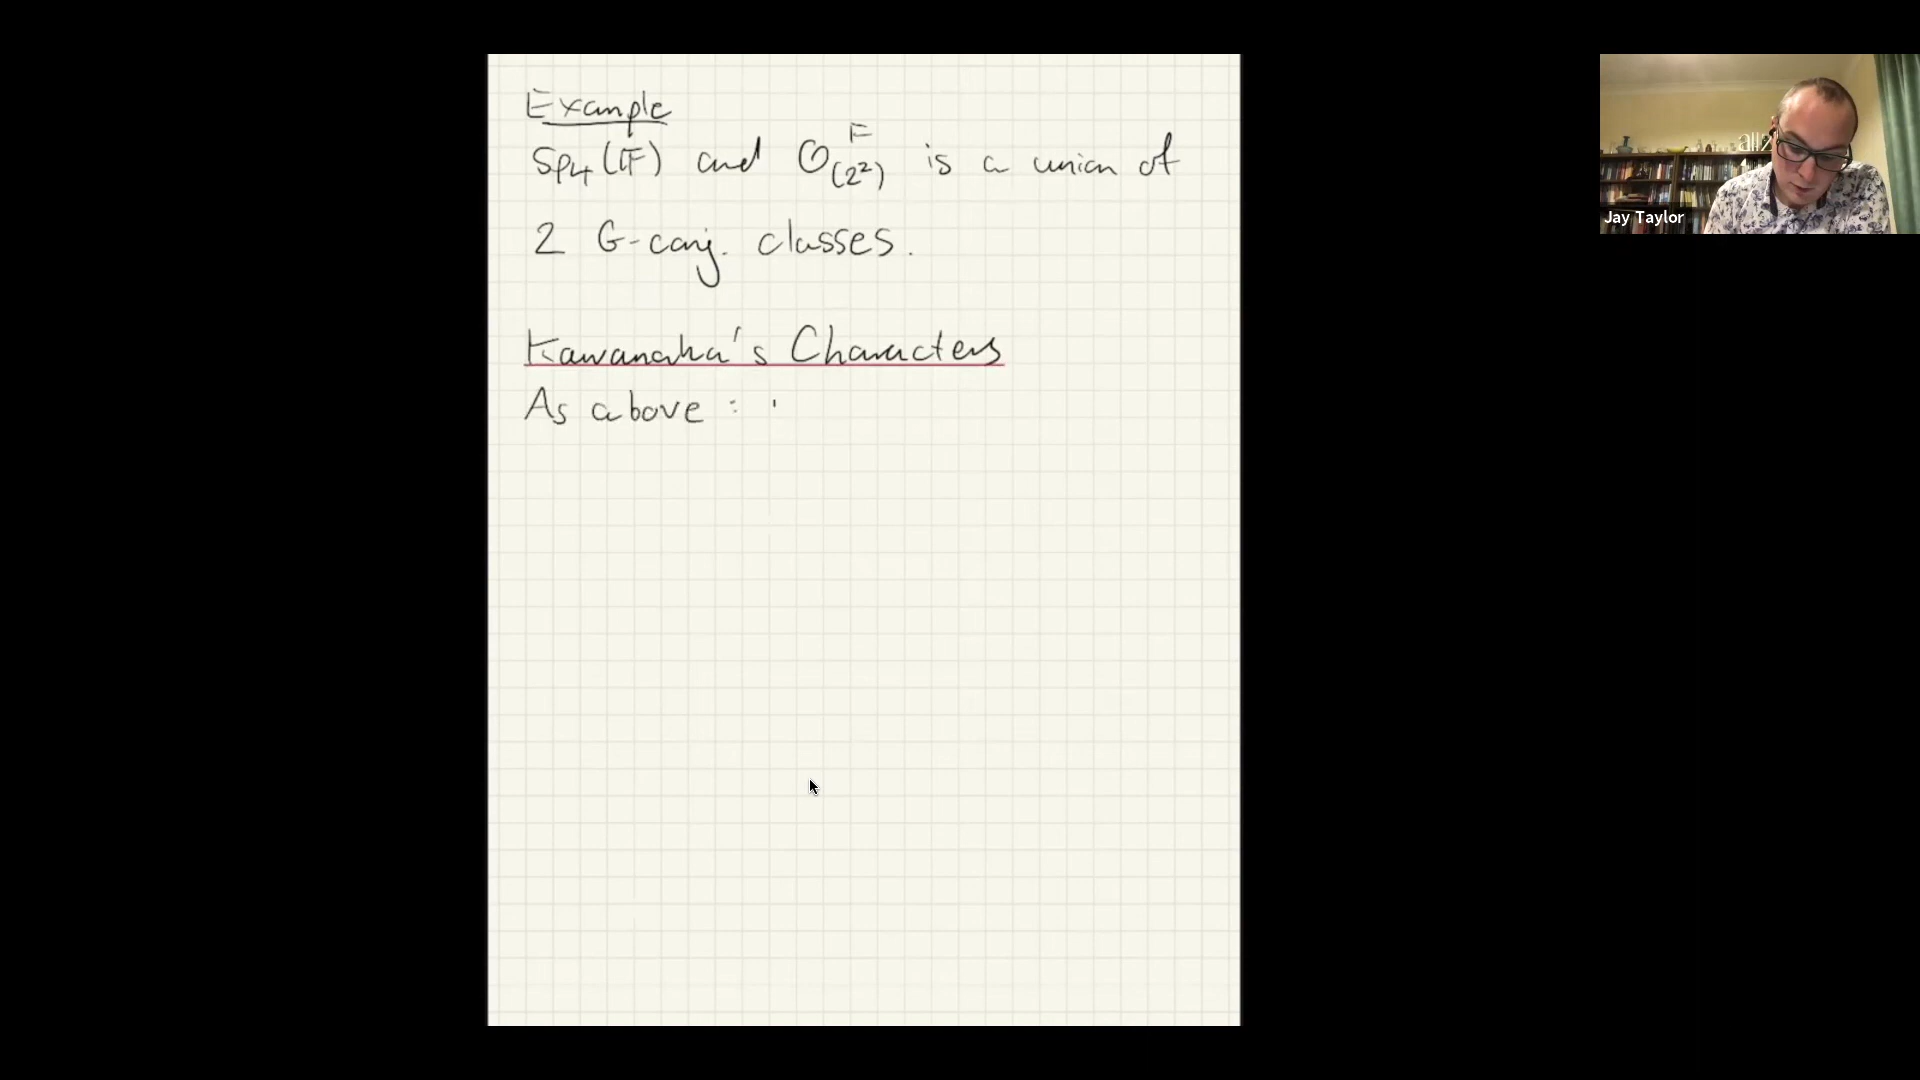 Example
Sp₄(𝔽) and O^F_(2²) is a union of
2 G-conj. classes.
Kawanaka's Characters
As above :
Jay Taylor